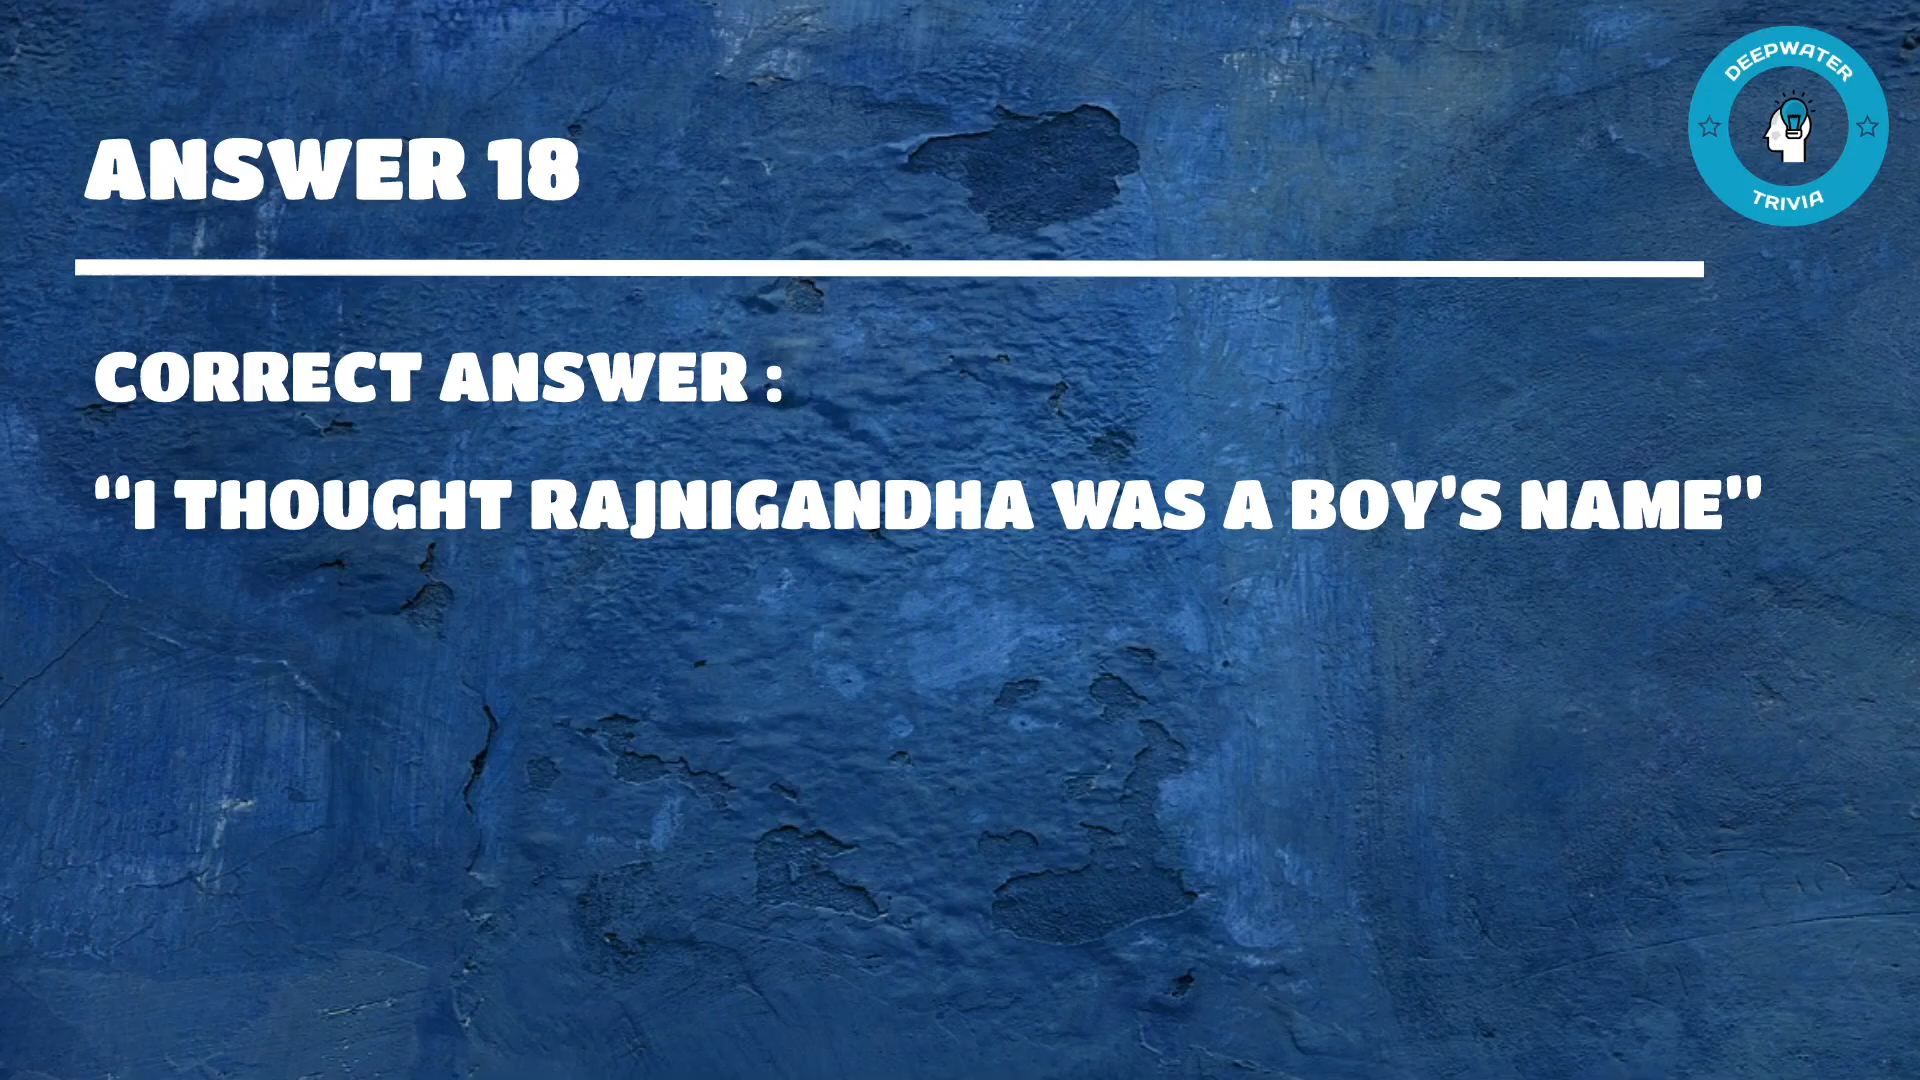 DEEPWATER
TRIVIA
ANSWER 18
CORRECT ANSWER :
“I THOUGHT RAJNIGANDHA WAS A BOY'S NAME”